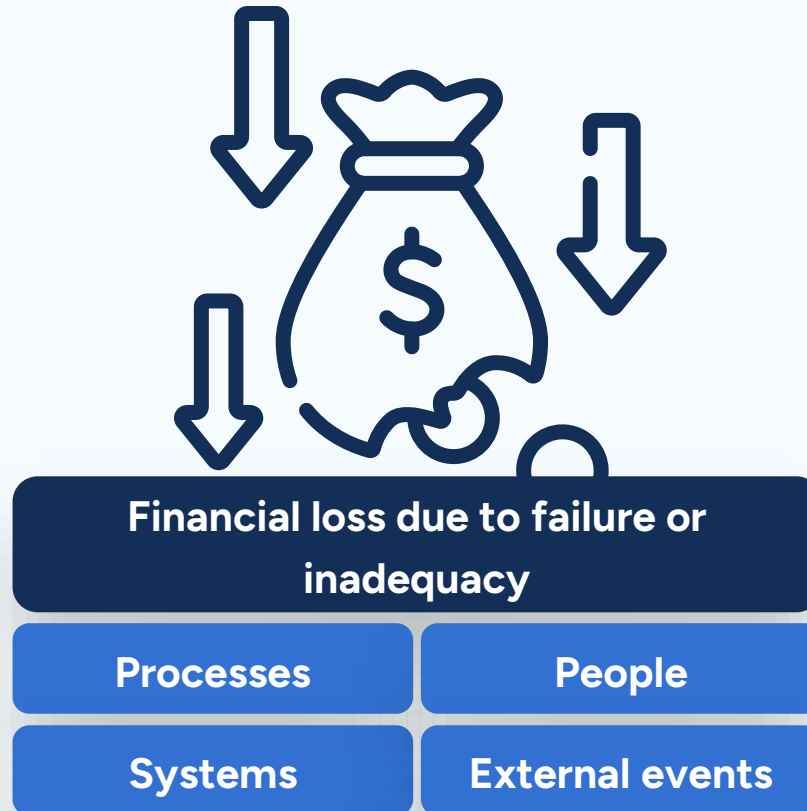 $
Financial loss due to failure or
inadequacy
Processes
People
Systems
External events